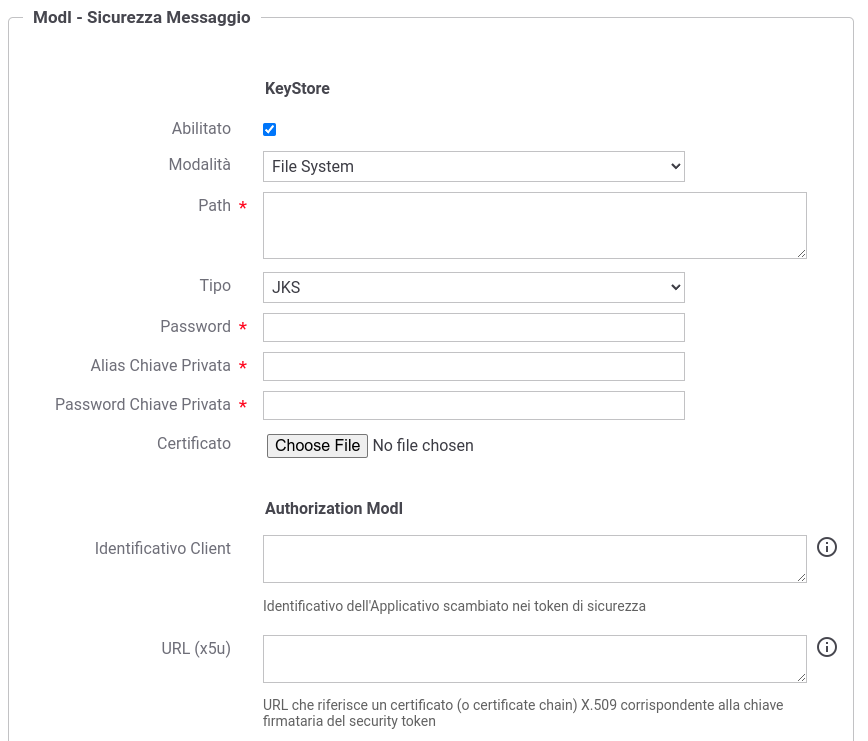 ModI - Sicurezza Messaggio
KeyStore
Abilitato
Modalità File System
Path *
Tipo JKS
Password *
Alias Chiave Privata *
Password Chiave Privata *
Certificato Choose File No file chosen
Authorization ModI
Identificativo Client
Identificativo dell'Applicativo scambiato nei token di sicurezza
URL (x5u)
URL che riferisce un certificato (o certificate chain) X.509 corrispondente alla chiave
firmataria del security token